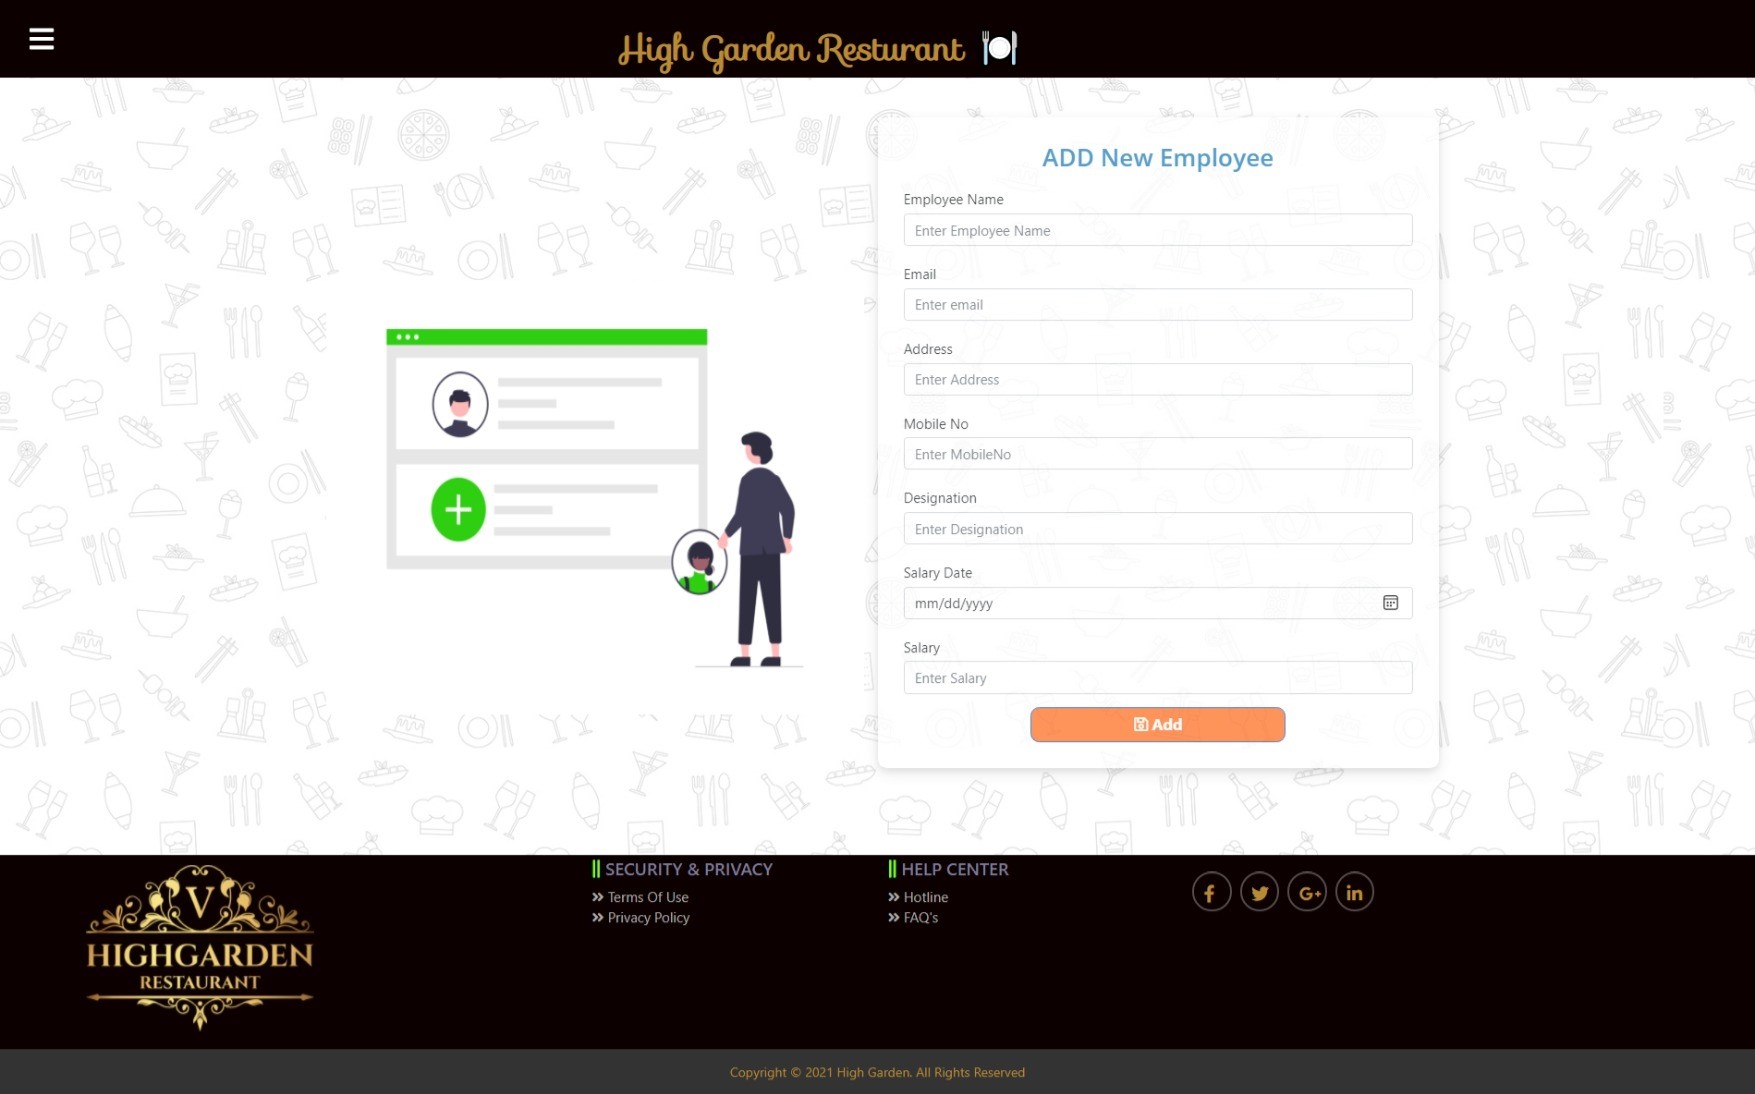 High Garden Resturant
ADD New Employee
Employee Name
Enter Employee Name
Email
Enter email
Address
Enter Address
Mobile No
Enter MobileNo
Designation
Enter Designation
Salary Date
mm/dd/yyyy
Salary
Enter Salary
Add
V
HIGHGARDEN
RESTAURANT
SECURITY & PRIVACY
Terms Of Use
Privacy Policy
HELP CENTER
Hotline
FAQ's
Copyright © 2021 High Garden. All Rights Reserved